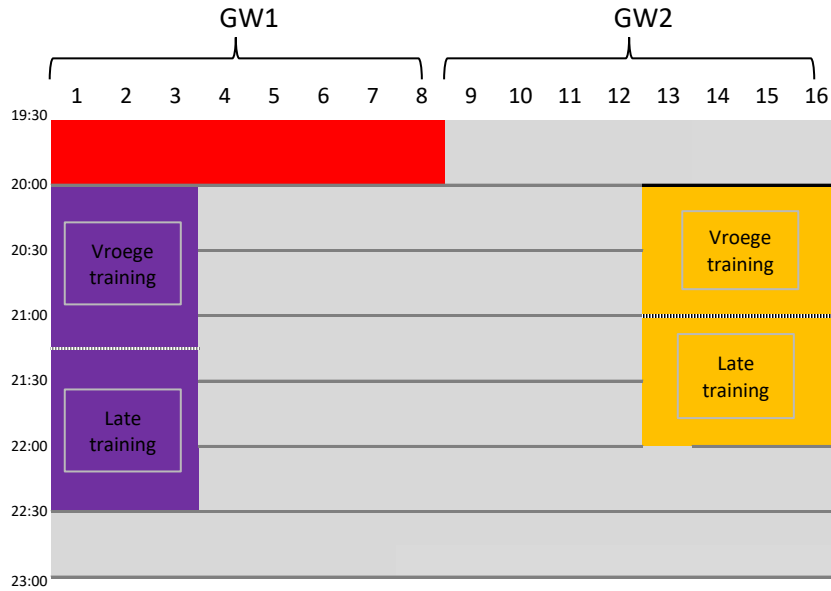 GW1 GW2
1 2 3 4 5 6 7 8 9 10 11 12 13 14 15 16
19:30
20:00
Vroege
training
Vroege
training
20:30
21:00
21:30
Late
training
Late
training
22:00
22:30
23:00